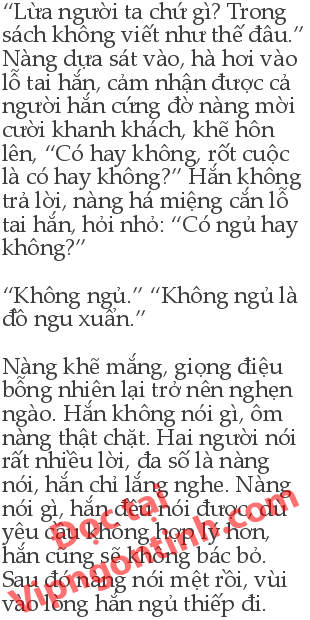 “Lừa người ta chứ gì? Trong
sách không viết như thế đâu.”
Nàng dựa sát vào, hà hơi vào
lỗ tai hắn, cảm nhận được cả
người hắn cứng đờ nàng mời
cười khanh khách, khẽ hôn
lên, “Có hay không, rốt cuộc
là có hay không?” Hắn không
trả lời, nàng há miệng cắn lỗ
tai hắn, hỏi nhỏ: “Có ngủ hay
không?”
“Không ngủ.” “Không ngủ là
đô ngu xuẩn.”
Nàng khẽ mắng, giọng điệu
bỗng nhiên lại trở nên nghẹn
ngào. Hắn không nói gì, ôm
nàng thật chặt. Hai người nói
rất nhiều lời, đa số là nàng
nói, hắn chỉ lắng nghe. Nàng
nói gì, hắn đều nói được, dù
yêu cầu không hợp lý hơn,
hắn cũng sẽ không bác bỏ.
Sau đó nàng nói mệt rồi, vùi
vào lòng hắn ngủ thiếp đi.
Đọc tại
Vipngontinh.com